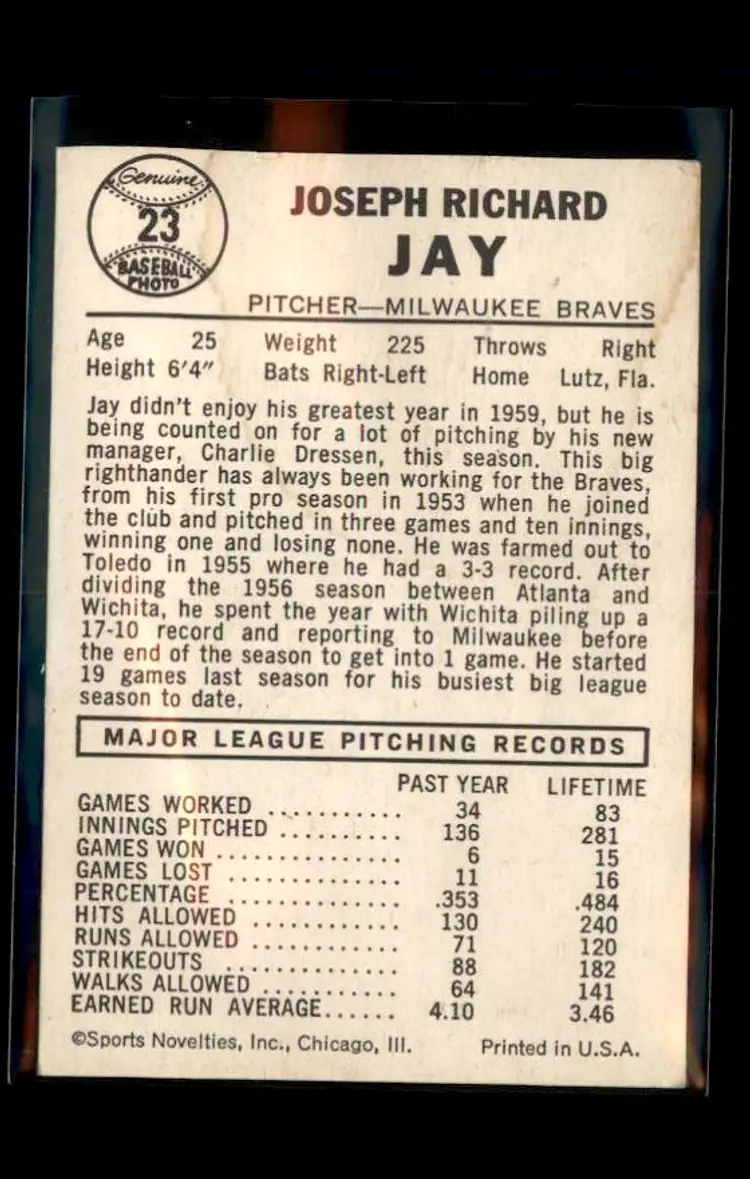 Genuine
23
BASEBALL
PHOTO
JOSEPH RICHARD
JAY
PITCHER—MILWAUKEE BRAVES
Age 25 Weight 225 Throws Right
Height 6'4" Bats Right-Left Home Lutz, Fla.
Jay didn't enjoy his greatest year in 1959, but he is
being counted on for a lot of pitching by his new
manager, Charlie Dressen, this season. This big
righthander has always been working for the Braves,
from his first pro season in 1953 when he joined
the club and pitched in three games and ten innings,
winning one and losing none. He was farmed out to
Toledo in 1955 where he had a 3-3 record. After
dividing the 1956 season between Atlanta and
Wichita, he spent the year with Wichita piling up a
17-10 record and reporting to Milwaukee before
the end of the season to get into 1 game. He started
19 games last season for his busiest big league
season to date.
MAJOR LEAGUE PITCHING RECORDS
PAST YEAR LIFETIME
GAMES WORKED ........... 34 83
INNINGS PITCHED .......... 136 281
GAMES WON ............... 6 15
GAMES LOST .............. 11 16
PERCENTAGE ............... .353 .484
HITS ALLOWED ............ 130 240
RUNS ALLOWED ............ 71 120
STRIKEOUTS .............. 88 182
WALKS ALLOWED ........... 64 141
EARNED RUN AVERAGE...... 4.10 3.46
©Sports Novelties, Inc., Chicago, Ill. Printed in U.S.A.